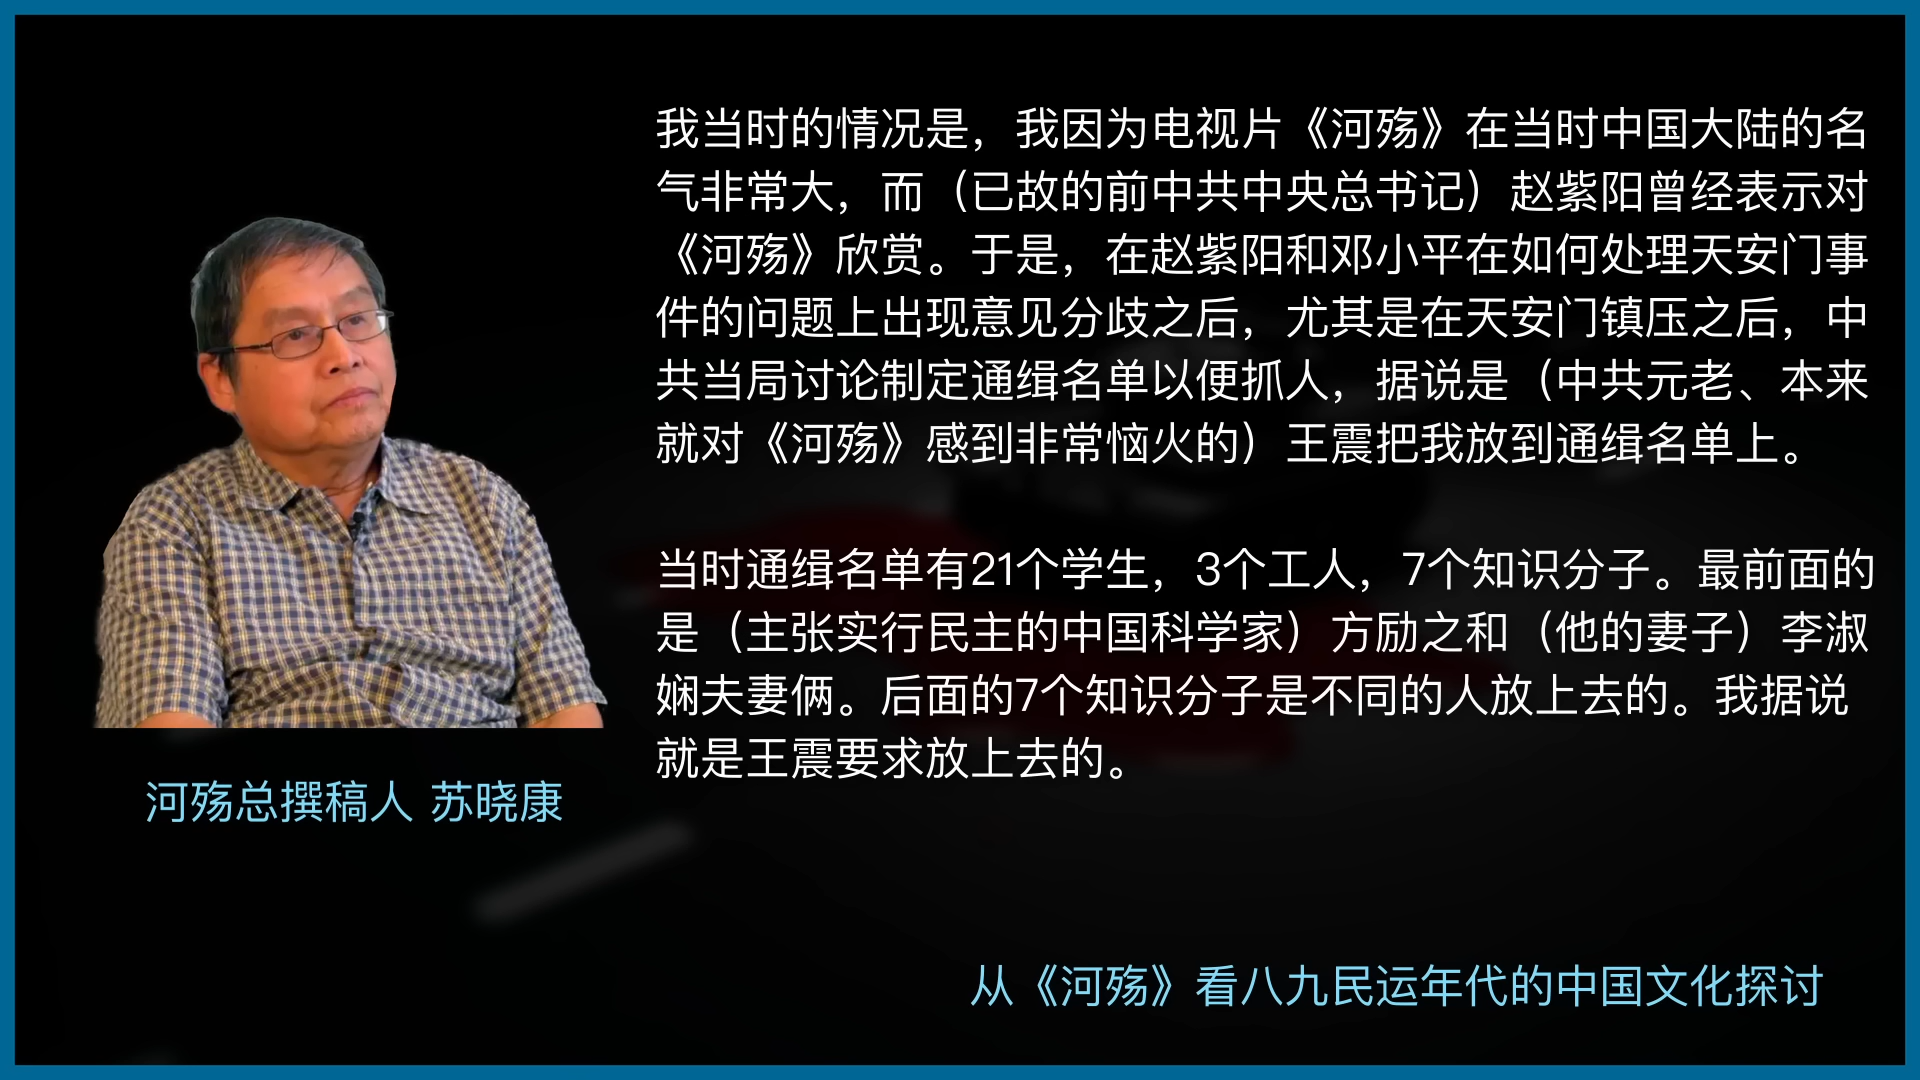 我当时的情况是，我因为电视片《河殇》在当时中国大陆的名
气非常大，而（已故的前中共中央总书记）赵紫阳曾经表示对
《河殇》欣赏。于是，在赵紫阳和邓小平在如何处理天安门事
件的问题上出现意见分歧之后，尤其是在天安门镇压之后，中
共当局讨论制定通缉名单以便抓人，据说是（中共元老、本来
就对《河殇》感到非常恼火的）王震把我放到通缉名单上。
当时通缉名单有21个学生，3个工人，7个知识分子。最前面的
是（主张实行民主的中国科学家）方励之和（他的妻子）李淑
娴夫妻俩。后面的7个知识分子是不同的人放上去的。我据说
就是王震要求放上去的。
河殇总撰稿人 苏晓康
从《河殇》看八九民运年代的中国文化探讨